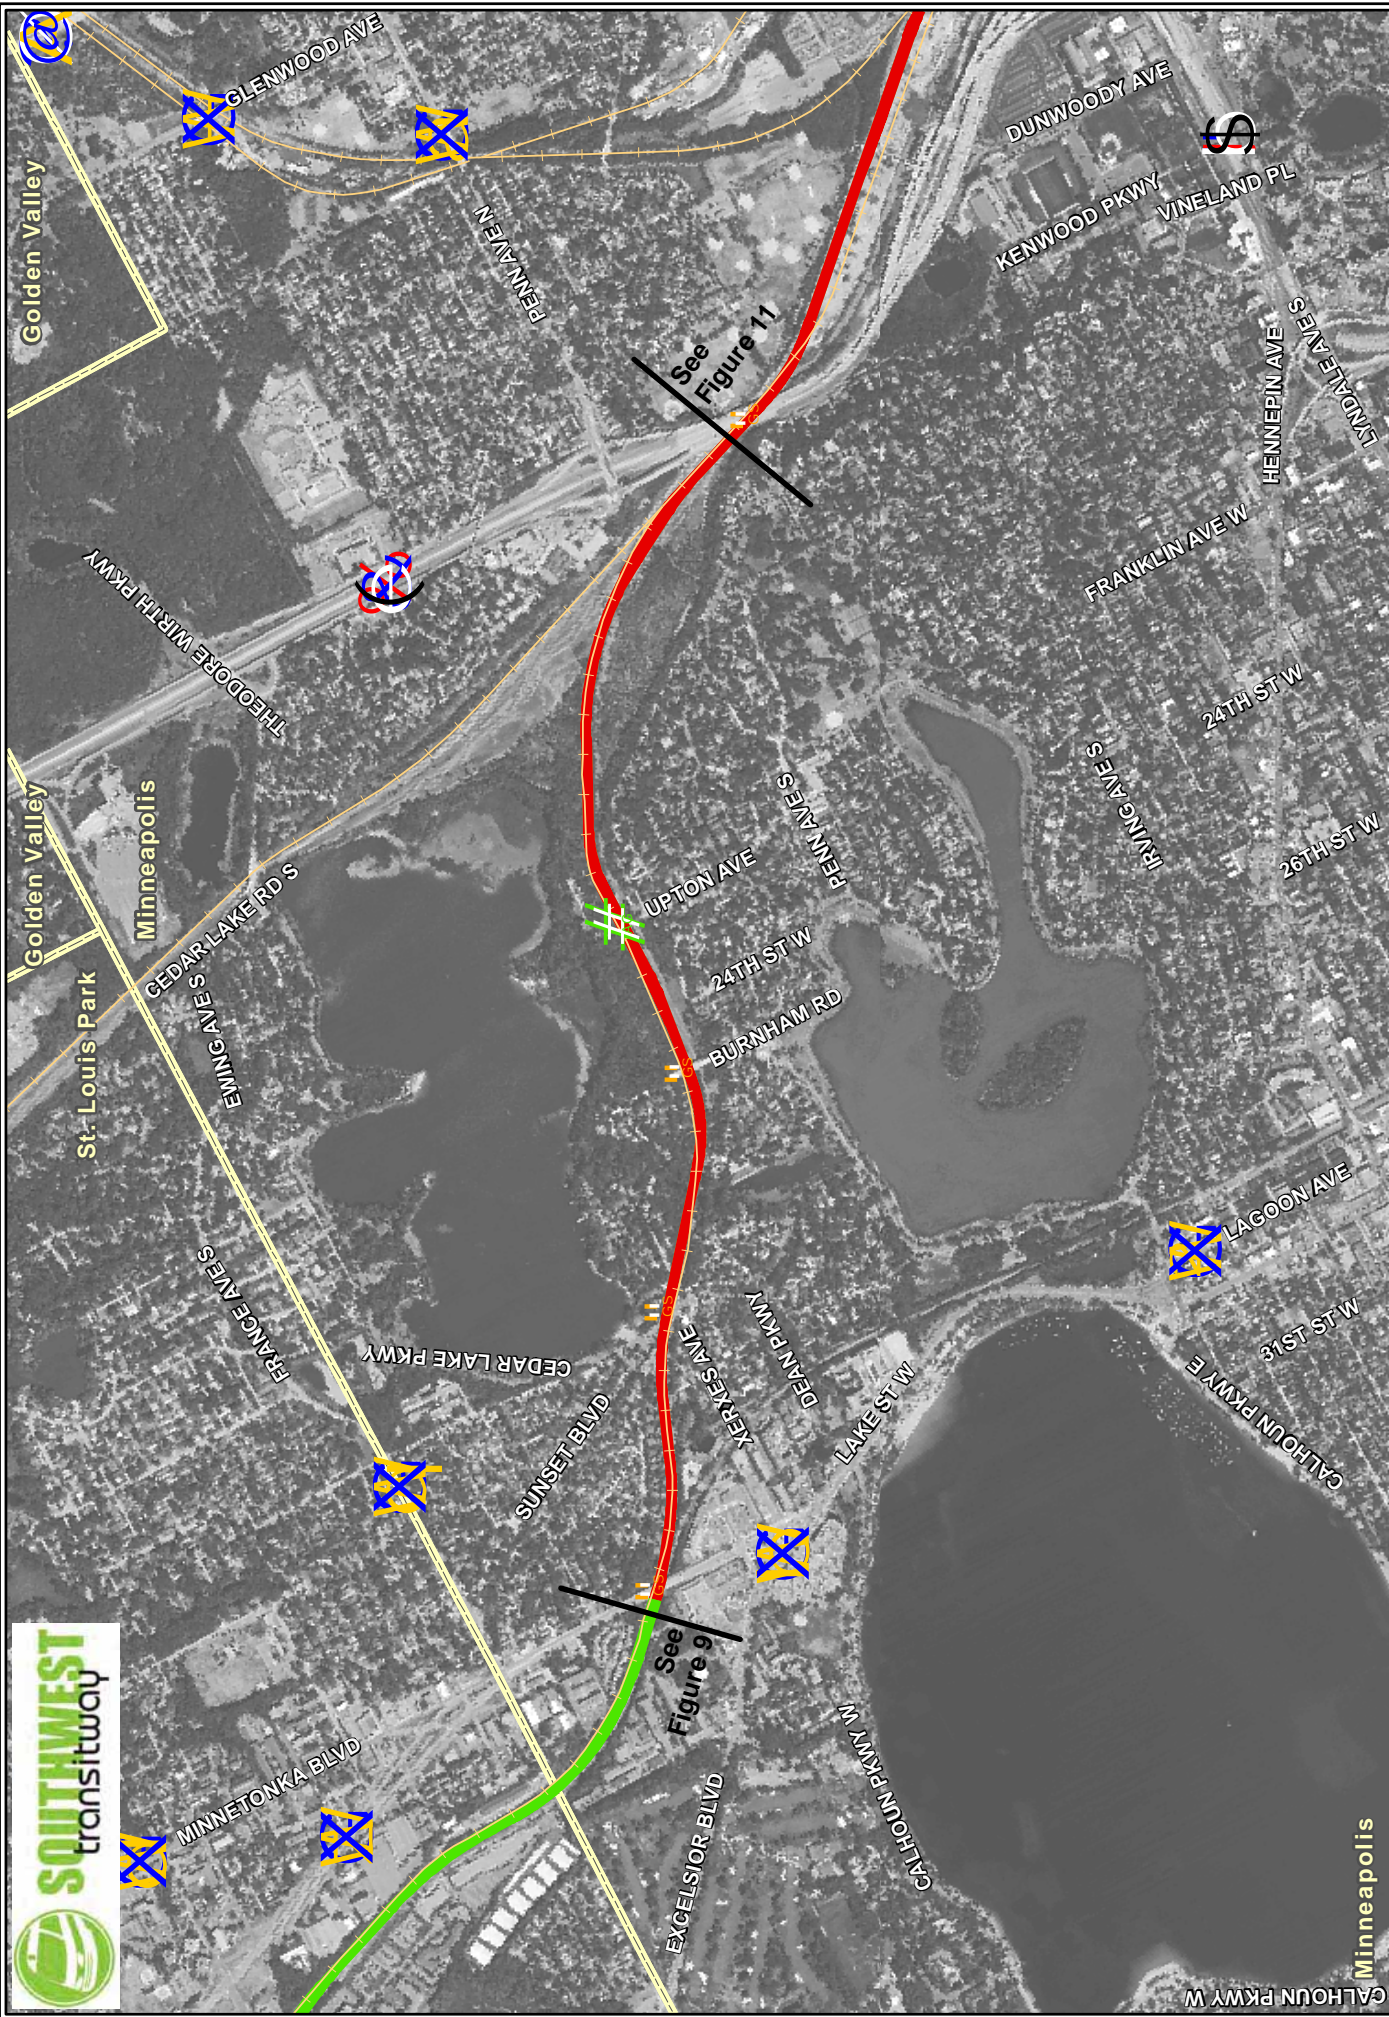 SOUTHWEST
transitway
Golden Valley
GLENWOOD AVE
PENN AVE N
DUNWOODY AVE
KENWOOD PKWY
VINELAND PL
See
Figure 11
HENNEPIN AVE
LYNDALE AVE S
THEODORE WIRTH PKWY
FRANKLIN AVE W
24TH ST W
IRVING AVE S
26TH ST W
Golden Valley
Minneapolis
St. Louis Park
CEDAR LAKE RD S
EWING AVE S
UPTON AVE
PENN AVE S
24TH ST W
BURNHAM RD
GS
GS
GS
GS
FRANCE AVE S
CEDAR LAKE PKWY
SUNSET BLVD
XERXES AVE
DEAN PKWY
LAKE ST W
LAGOON AVE
31ST ST W
CALHOUN PKWY E
See
Figure 9
MINNETONKA BLVD
EXCELSIOR BLVD
CALHOUN PKWY W
Minneapolis
CALHOUN PKWY W